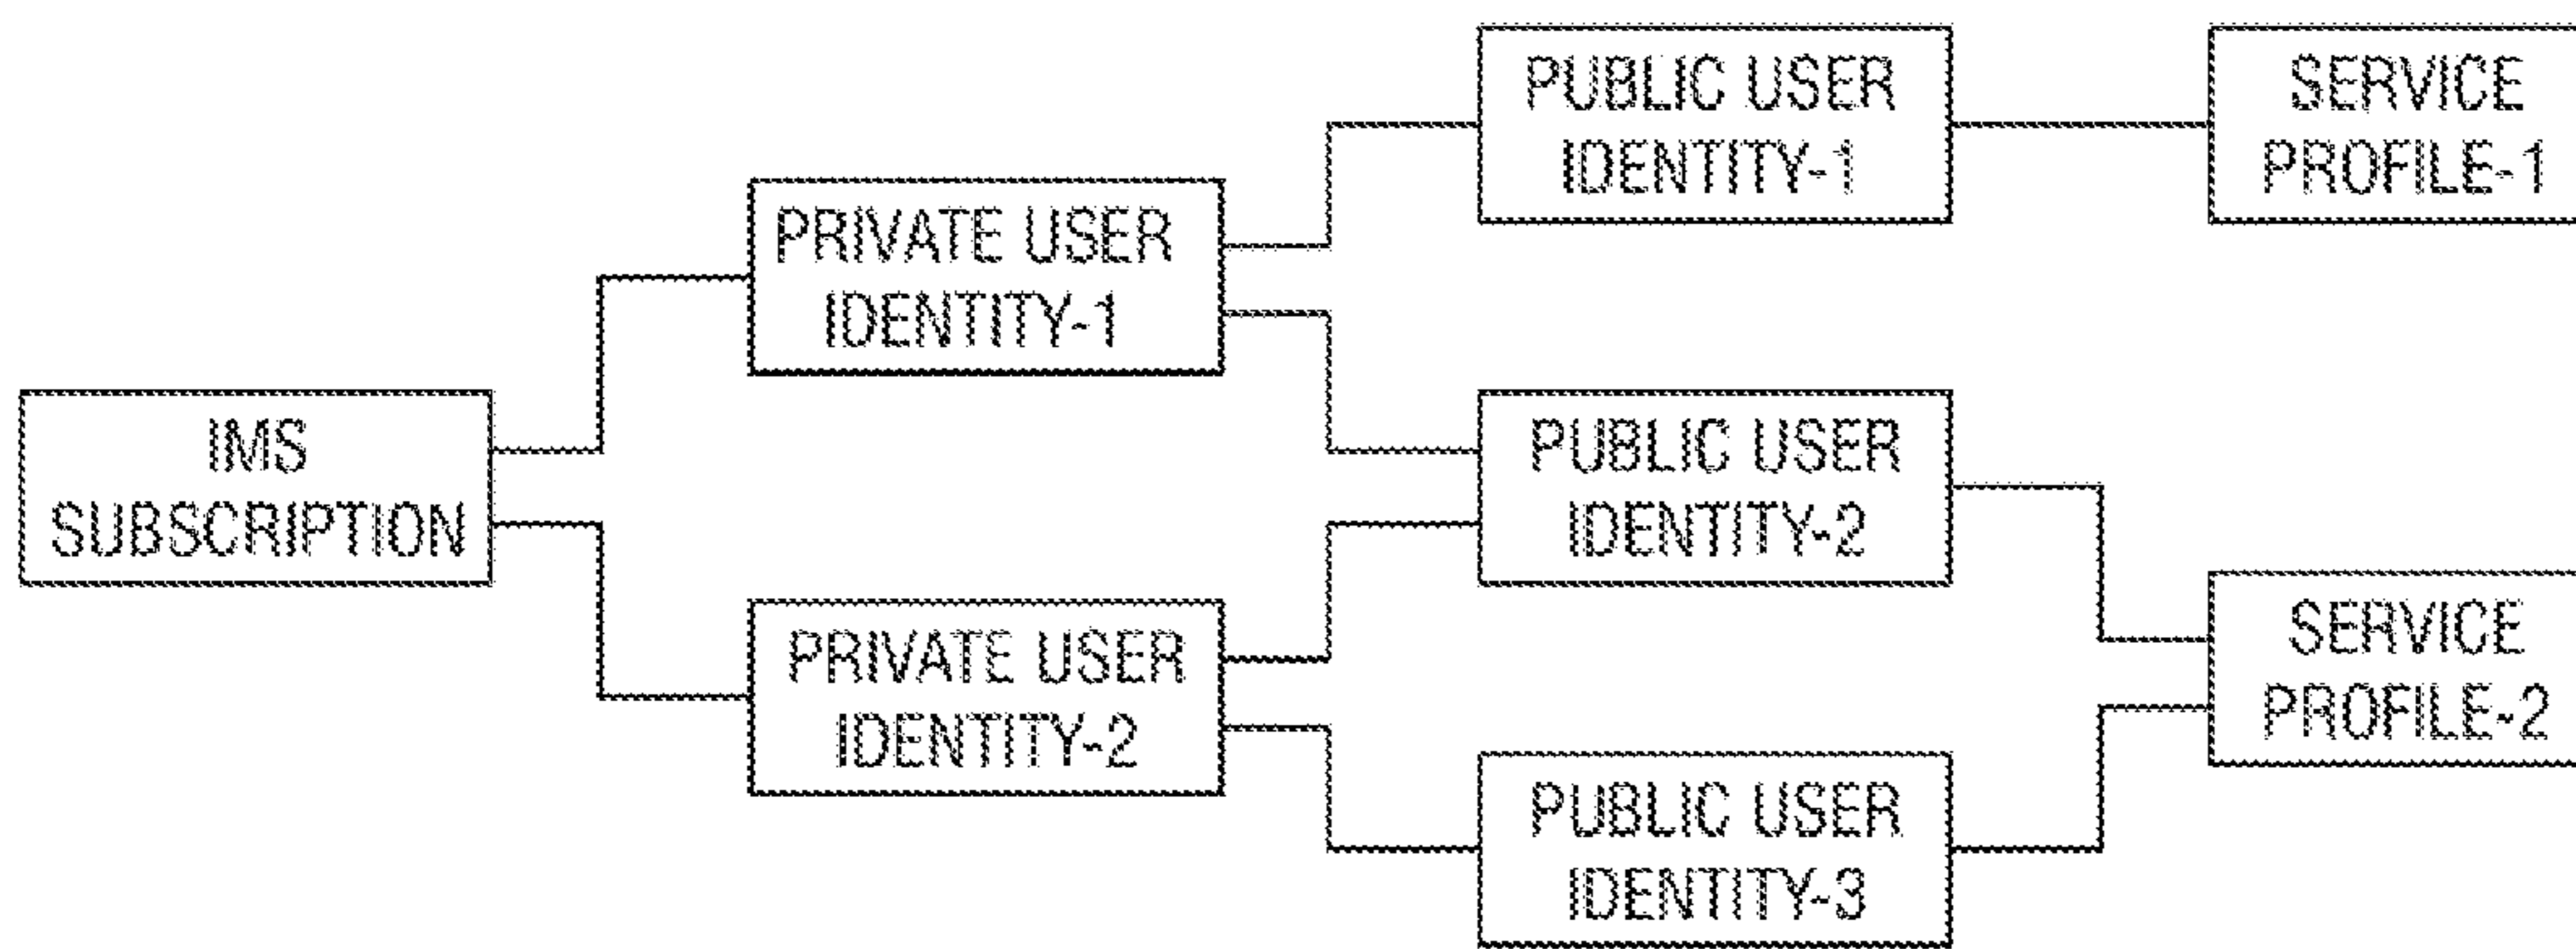 IMS
SUBSCRIPTION
PRIVATE USER
IDENTITY-1
PRIVATE USER
IDENTITY-2
PUBLIC USER
IDENTITY-1
PUBLIC USER
IDENTITY-2
PUBLIC USER
IDENTITY-3
SERVICE
PROFILE-1
SERVICE
PROFILE-2